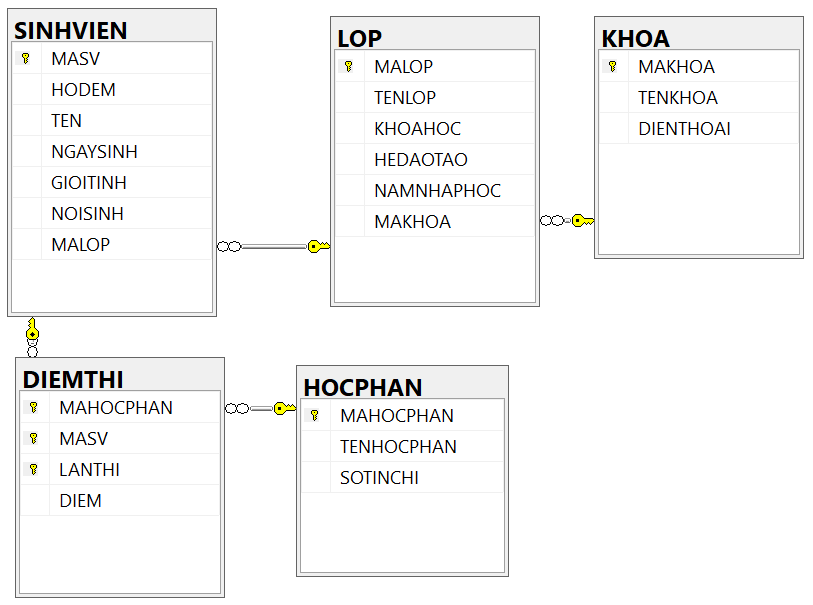 SINHVIEN
MASV
HODEM
TEN
NGAYSINH
GIOITINH
NOISINH
MALOP
LOP
MALOP
TENLOP
KHOAHOC
HEDAOTAO
NAMNHAPHOC
MAKHOA
KHOA
MAKHOA
TENKHOA
DIENTHOAI
DIEMTHI
MAHOCPHAN
MASV
LANTHI
DIEM
HOCPHAN
MAHOCPHAN
TENHOCPHAN
SOTINCHI